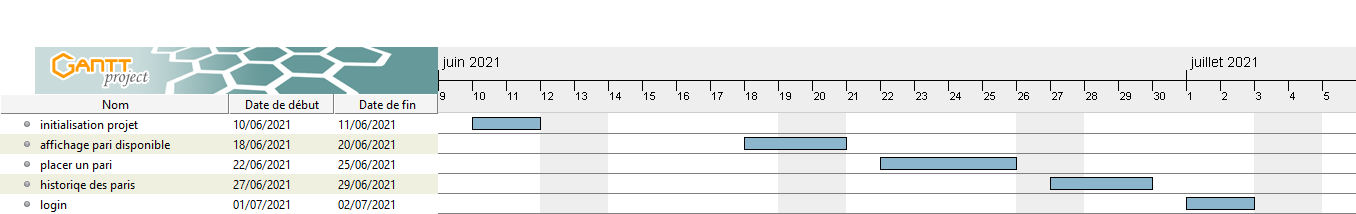 GANTT
project
juin 2021 juillet 2021
9 10 11 12 13 14 15 16 17 18 19 20 21 22 23 24 25 26 27 28 29 30 1 2 3 4 5
Nom Date de début Date de fin
initialisation projet 10/06/2021 11/06/2021
affichage pari disponible 18/06/2021 20/06/2021
placer un pari 22/06/2021 25/06/2021
historiqe des paris 27/06/2021 29/06/2021
login 01/07/2021 02/07/2021